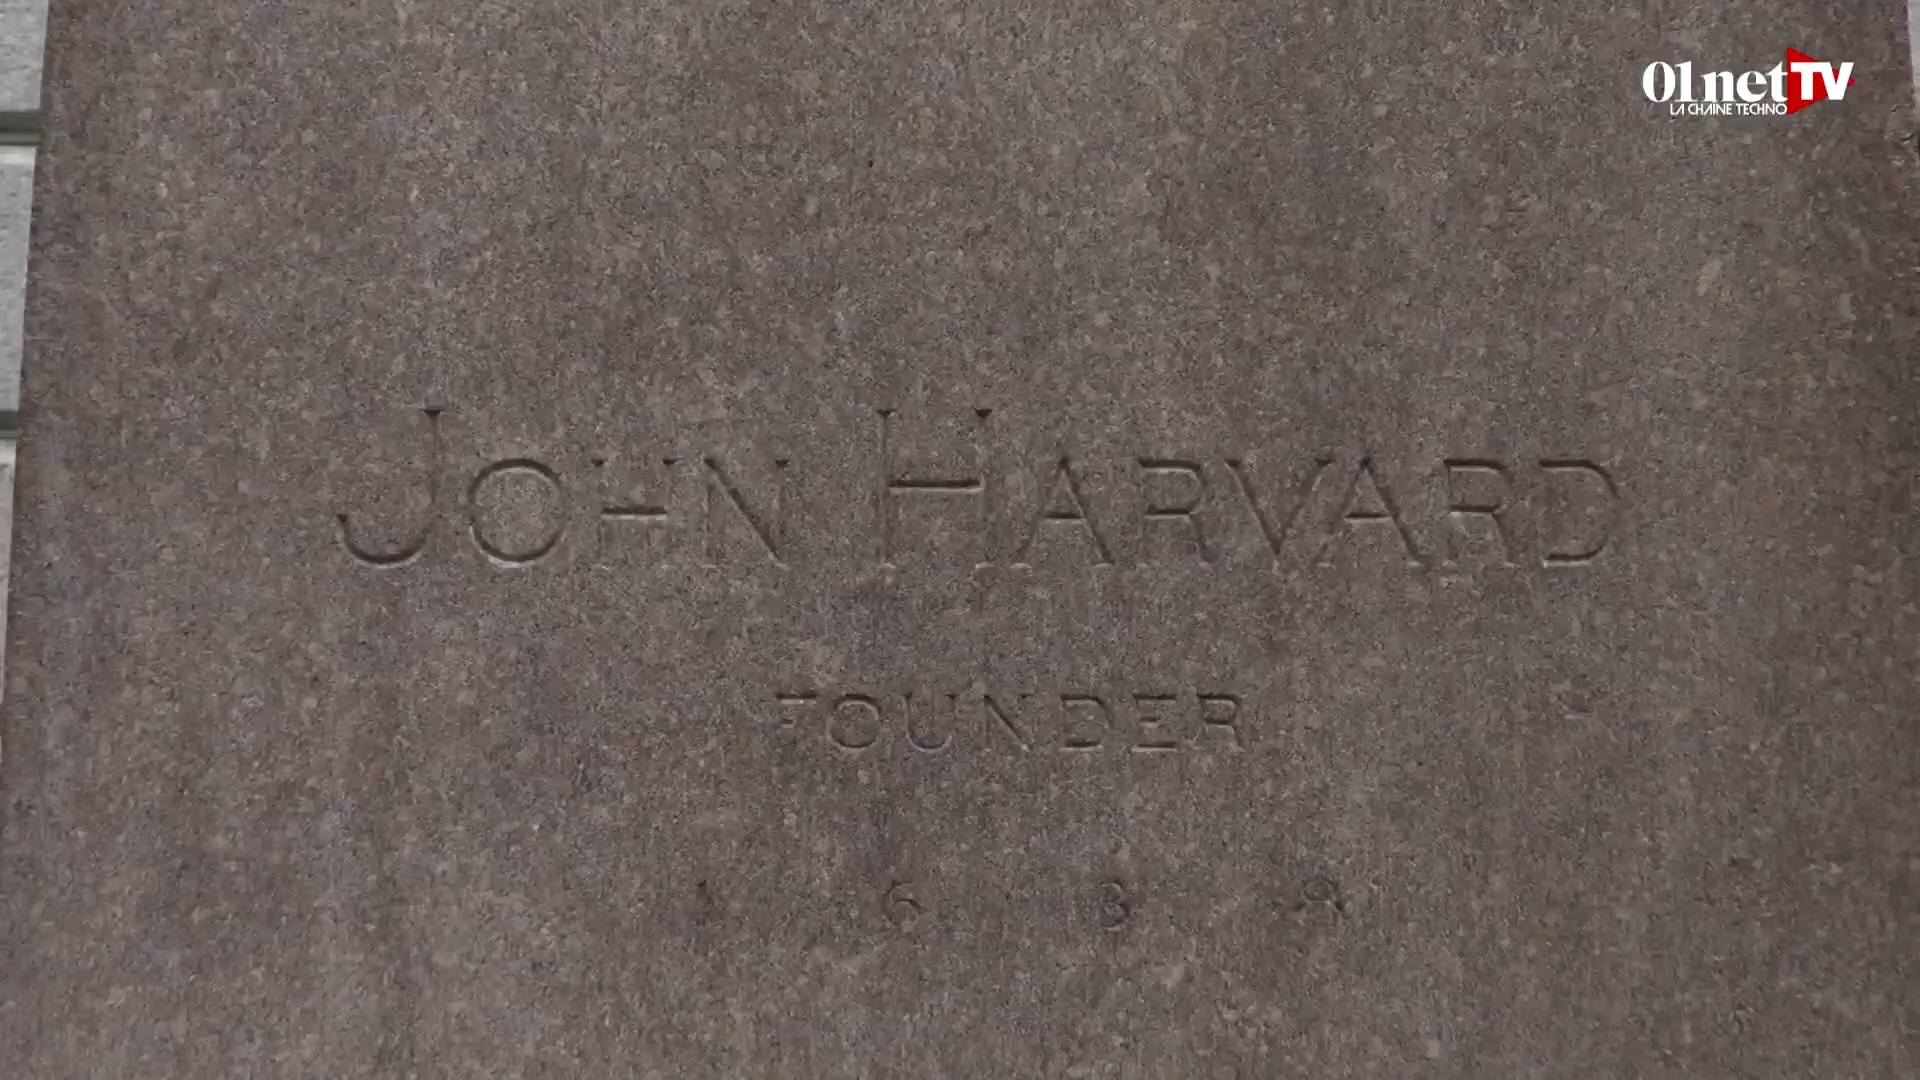 01netTV
LA CHAINE TECHNO
JOHN HARVARD
FOUNDER
1638